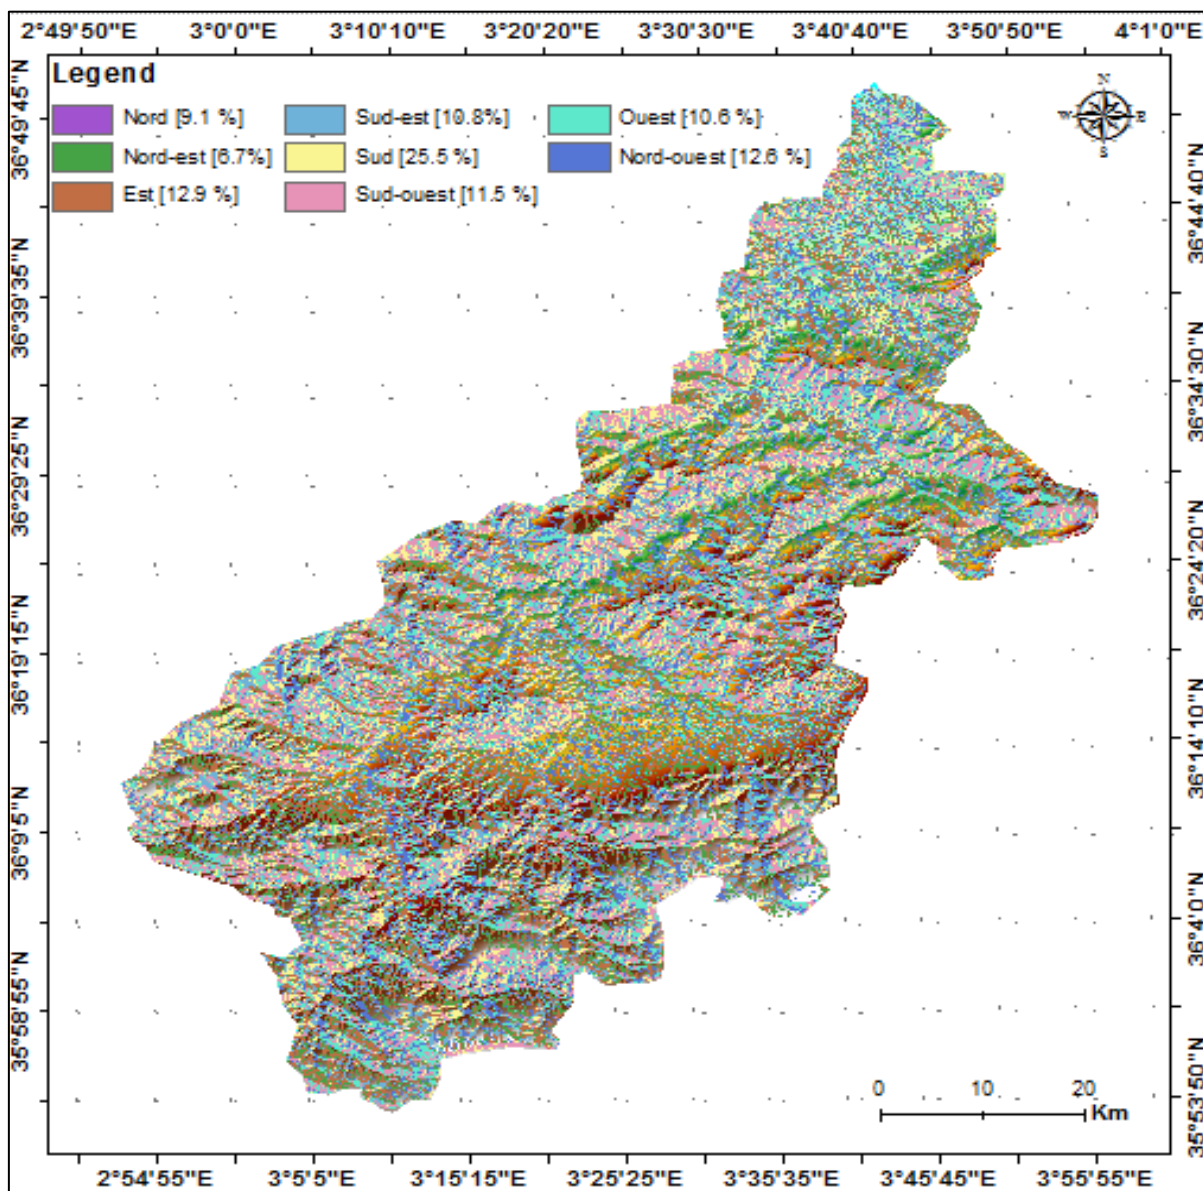 2°49'50"E 3°0'0"E 3°10'10"E 3°20'20"E 3°30'30"E 3°40'40"E 3°50'50"E 4°1'0"E
Legend
Nord [9.1 %] Sud-est [10.8%] Ouest [10.6 %]
Nord-est [6.7%] Sud [25.5 %] Nord-ouest [12.6 %]
Est [12.9 %] Sud-ouest [11.5 %]
N
W E
S
36°49'45"N
36°39'35"N
36°29'25"N
36°19'15"N
36°9'5"N
35°58'55"N
36°44'40"N
36°34'30"N
36°24'20"N
36°14'10"N
36°4'0"N
35°53'50"N
0 10 20
Km
2°54'55"E 3°5'5"E 3°15'15"E 3°25'25"E 3°35'35"E 3°45'45"E 3°55'55"E